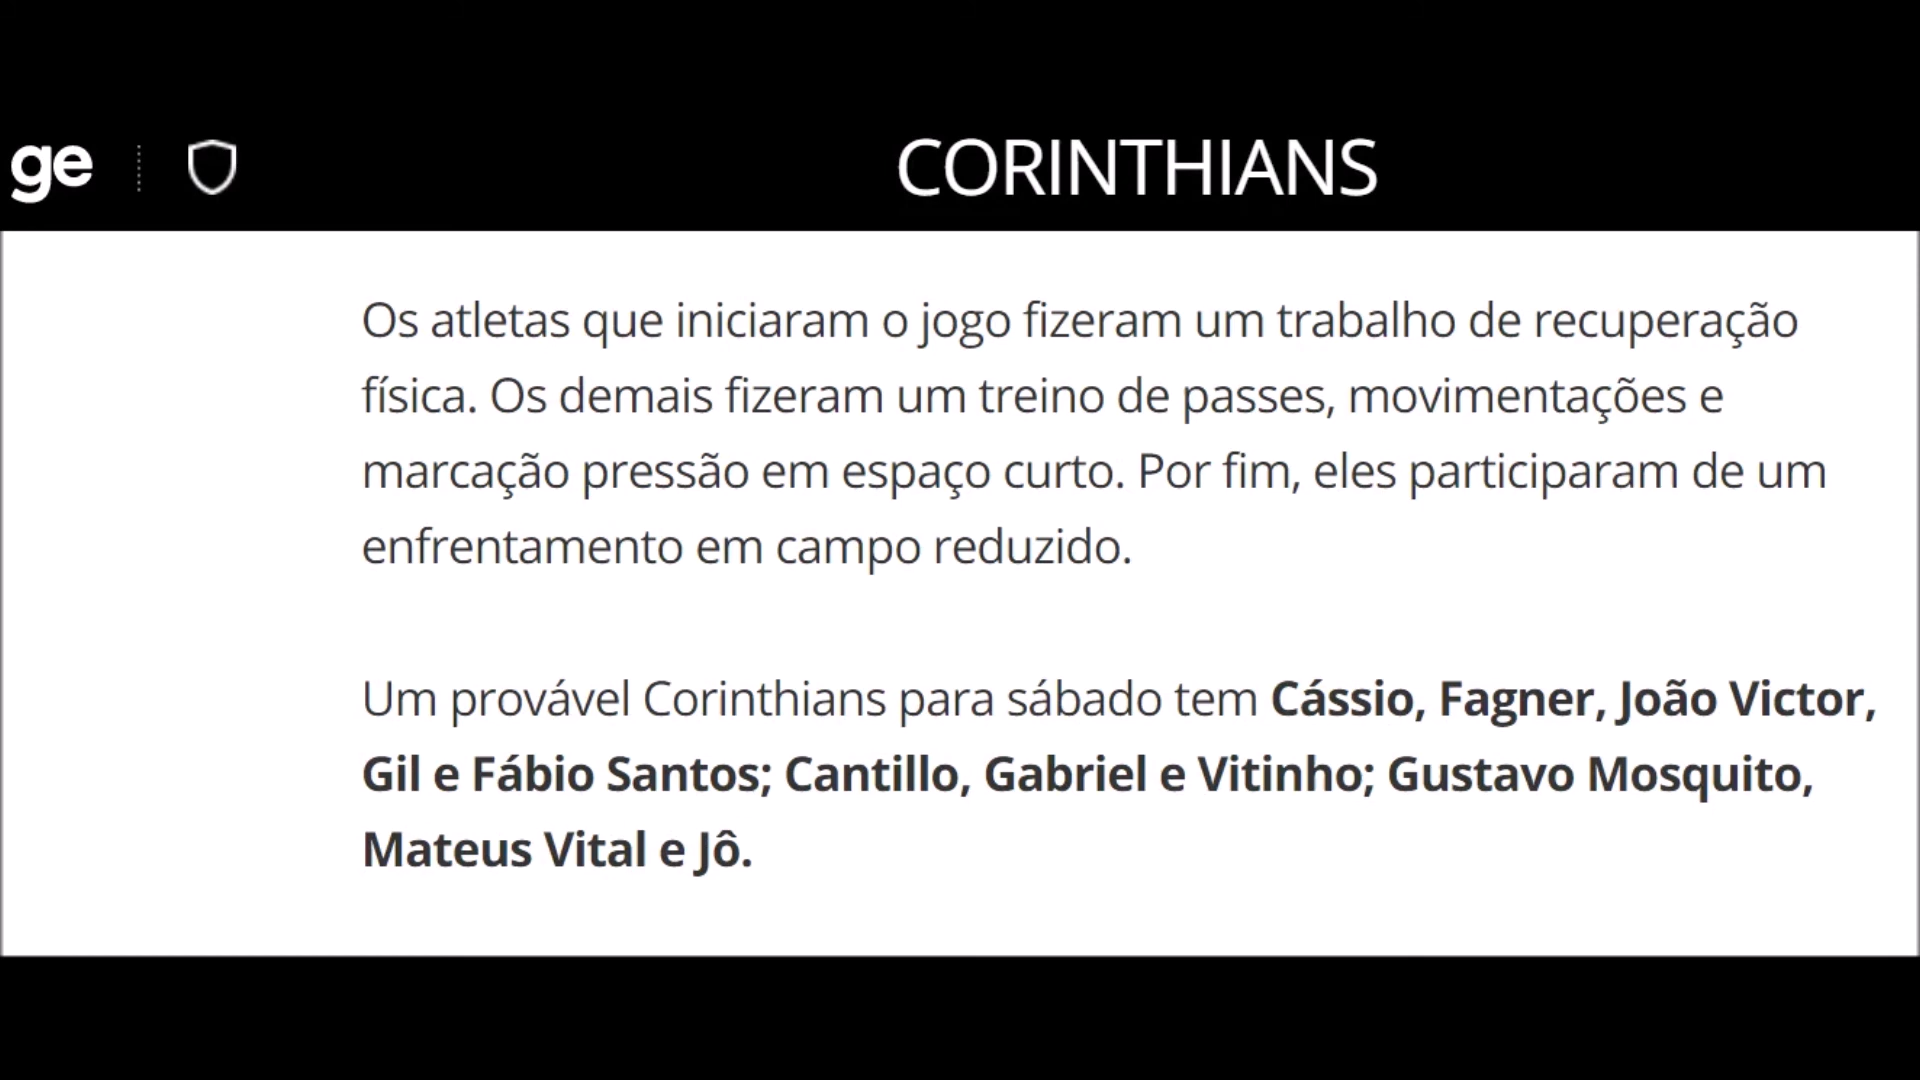 ge
CORINTHIANS
Os atletas que iniciaram o jogo fizeram um trabalho de recuperação
física. Os demais fizeram um treino de passes, movimentações e
marcação pressão em espaço curto. Por fim, eles participaram de um
enfrentamento em campo reduzido.
Um provável Corinthians para sábado tem Cássio, Fagner, João Victor,
Gil e Fábio Santos; Cantillo, Gabriel e Vitinho; Gustavo Mosquito,
Mateus Vital e Jô.